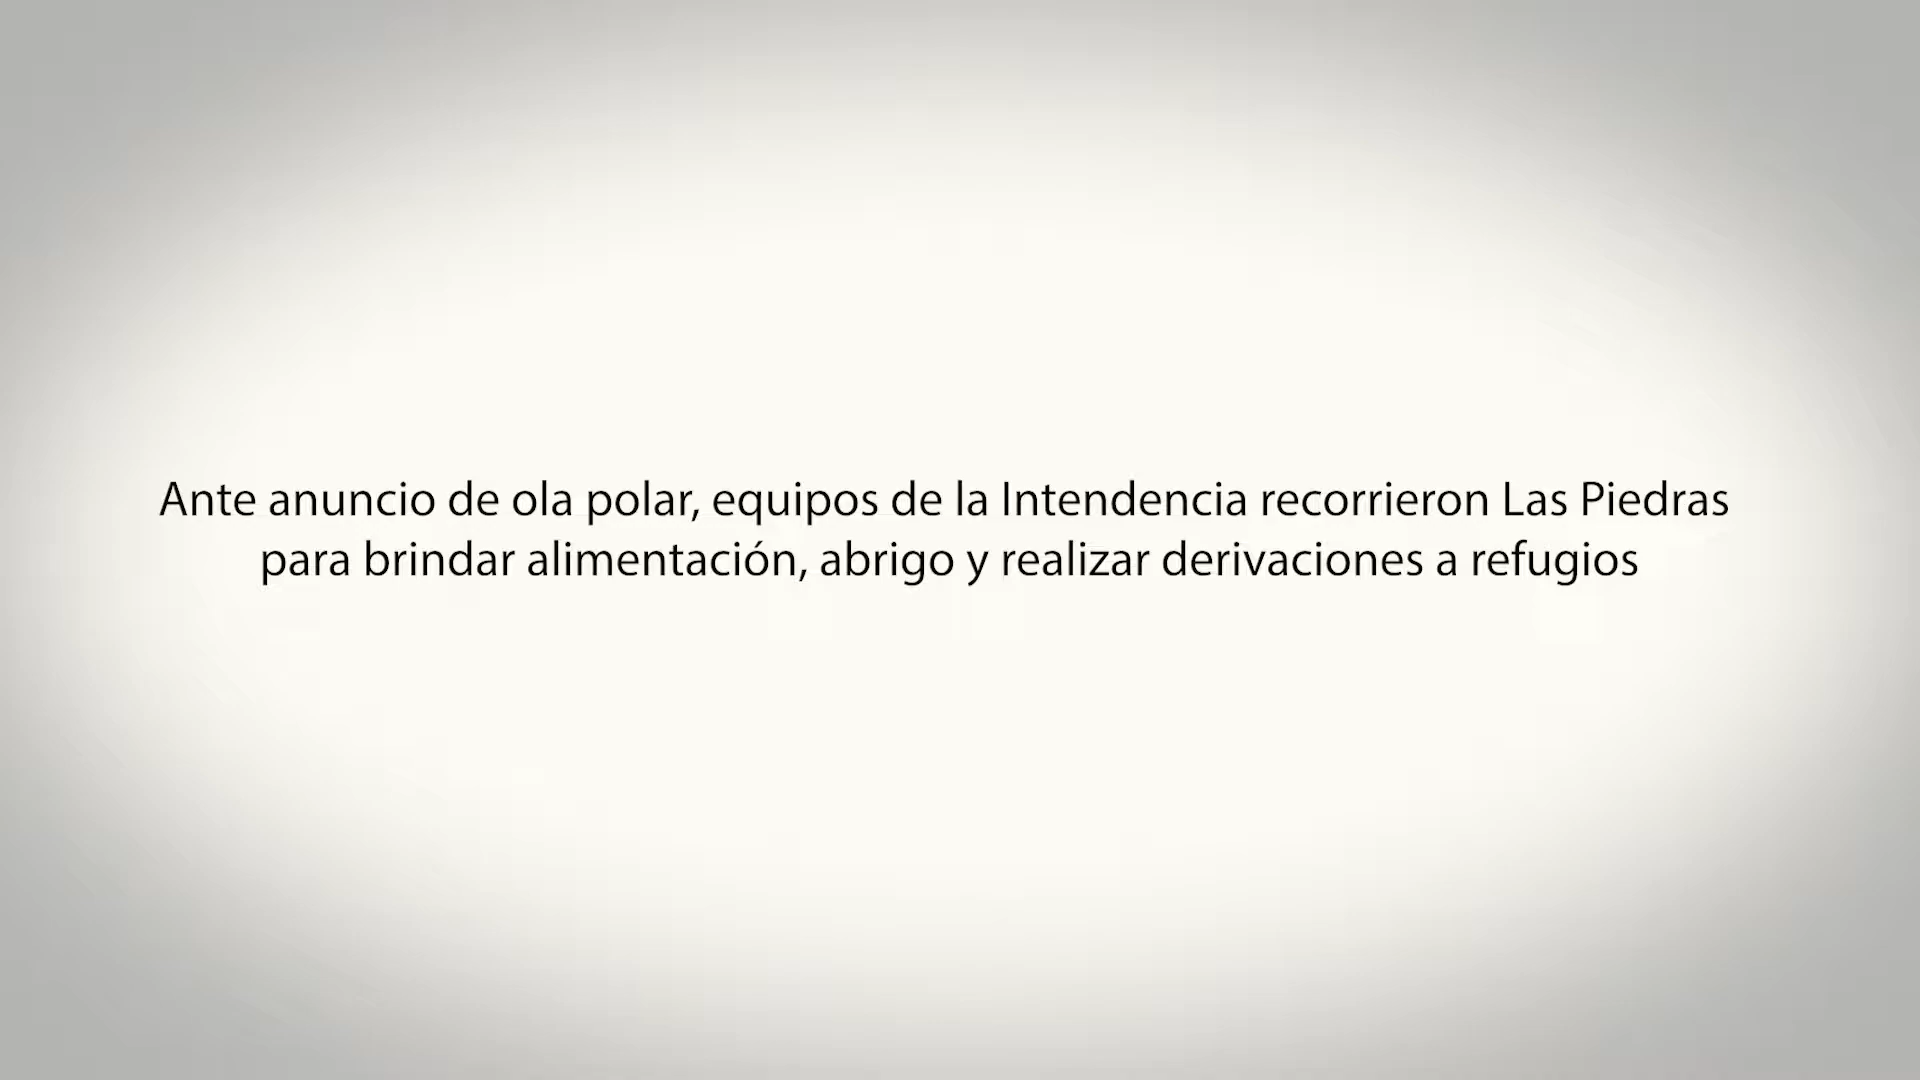 Ante anuncio de ola polar, equipos de la Intendencia recorrieron Las Piedras
para brindar alimentación, abrigo y realizar derivaciones a refugios